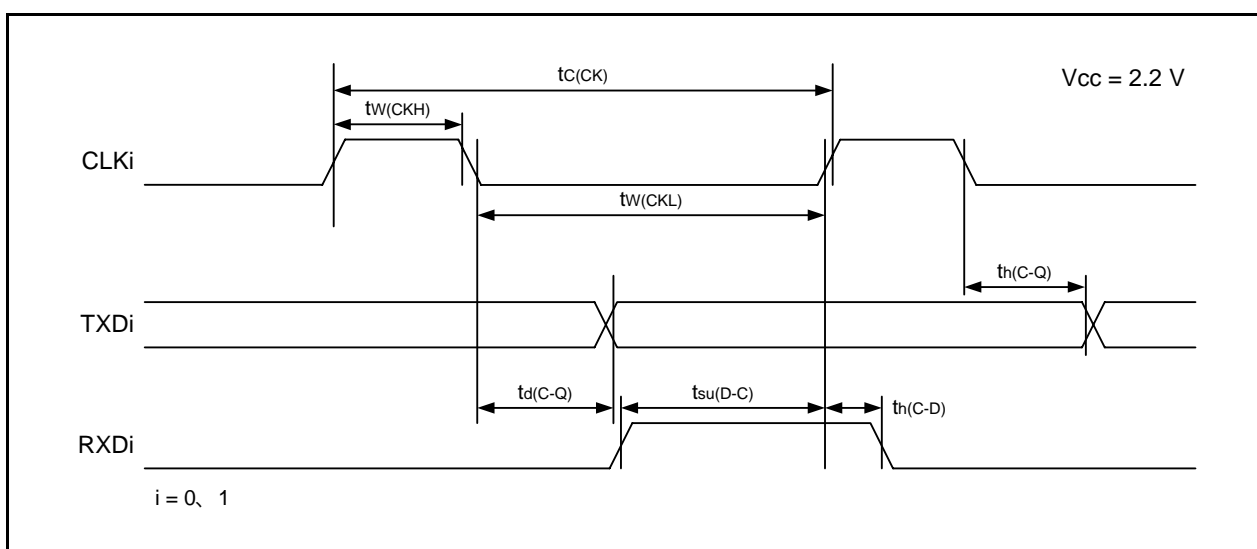 tC(CK)
Vcc = 2.2 V
tW(CKH)
CLKi
tW(CKL)
th(C-Q)
TXDi
td(C-Q)
tsu(D-C)
th(C-D)
RXDi
i = 0、1